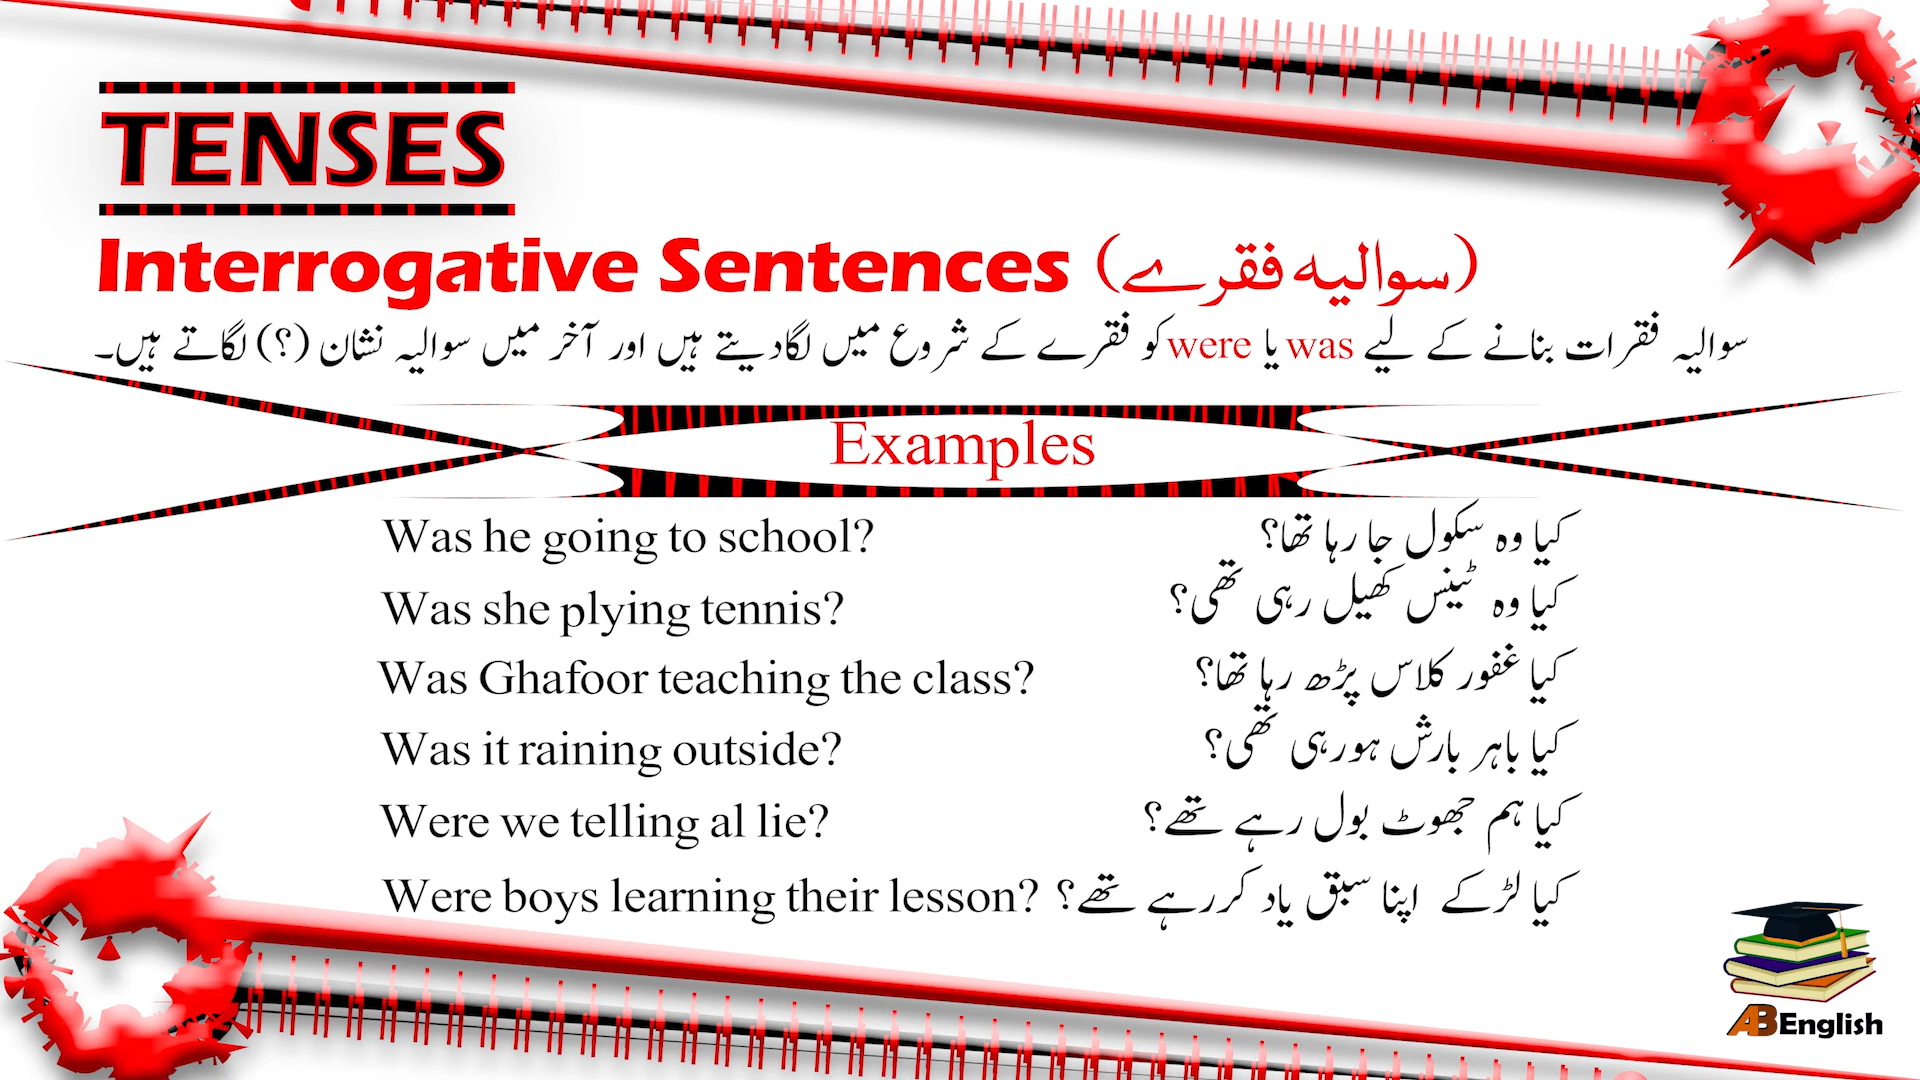 TENSES
Interrogative Sentences (سوالیہ فقرے)
سوالیہ فقرات بنانے کے لیے was یا were کو فقرے کے شروع میں لگادیتے ہیں اور آخر میں سوالیہ نشان (؟) لگاتے ہیں۔
Examples
Was he going to school? کیا وہ سکول جا رہا تھا؟
Was she plying tennis? کیا وہ ٹینس کھیل رہی تھی؟
Was Ghafoor teaching the class? کیا غفور کلاس پڑھ رہا تھا؟
Was it raining outside? کیا باہر بارش ہورہی تھی؟
Were we telling al lie? کیا ہم جھوٹ بول رہے تھے؟
Were boys learning their lesson? کیا لڑکے اپنا سبق یاد کررہے تھے؟
AB English